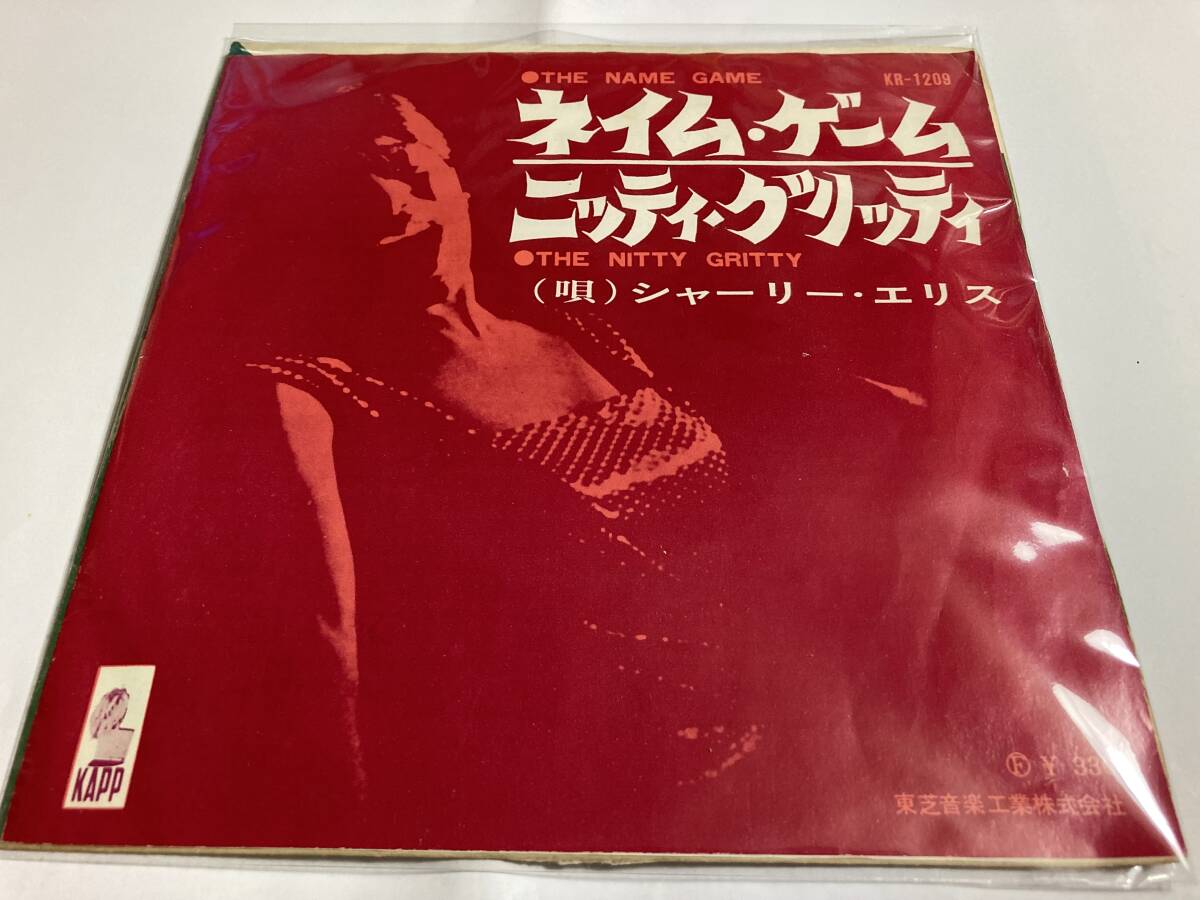 ●THE NAME GAME
KR-1209
ネイム・ゲーム
ニッティ・グリッティ
●THE NITTY GRITTY
（唄）シャーリー・エリス
KAPP
Ⓕ ¥ 33
東芝音楽工業株式会社